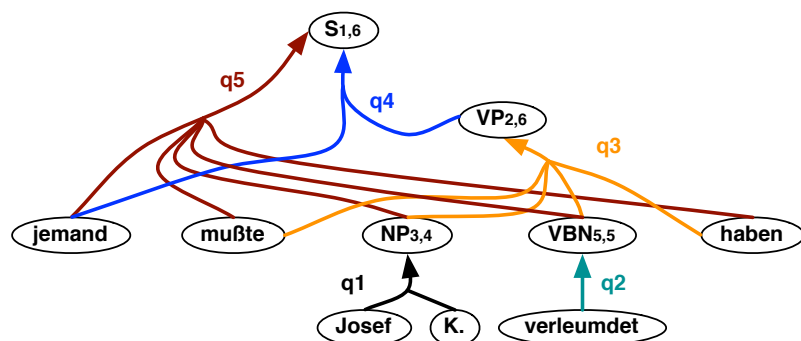 S1,6
q5
q4
VP2,6
q3
jemand mußte NP3,4 VBN5,5 haben
q1 q2
Josef K. verleumdet